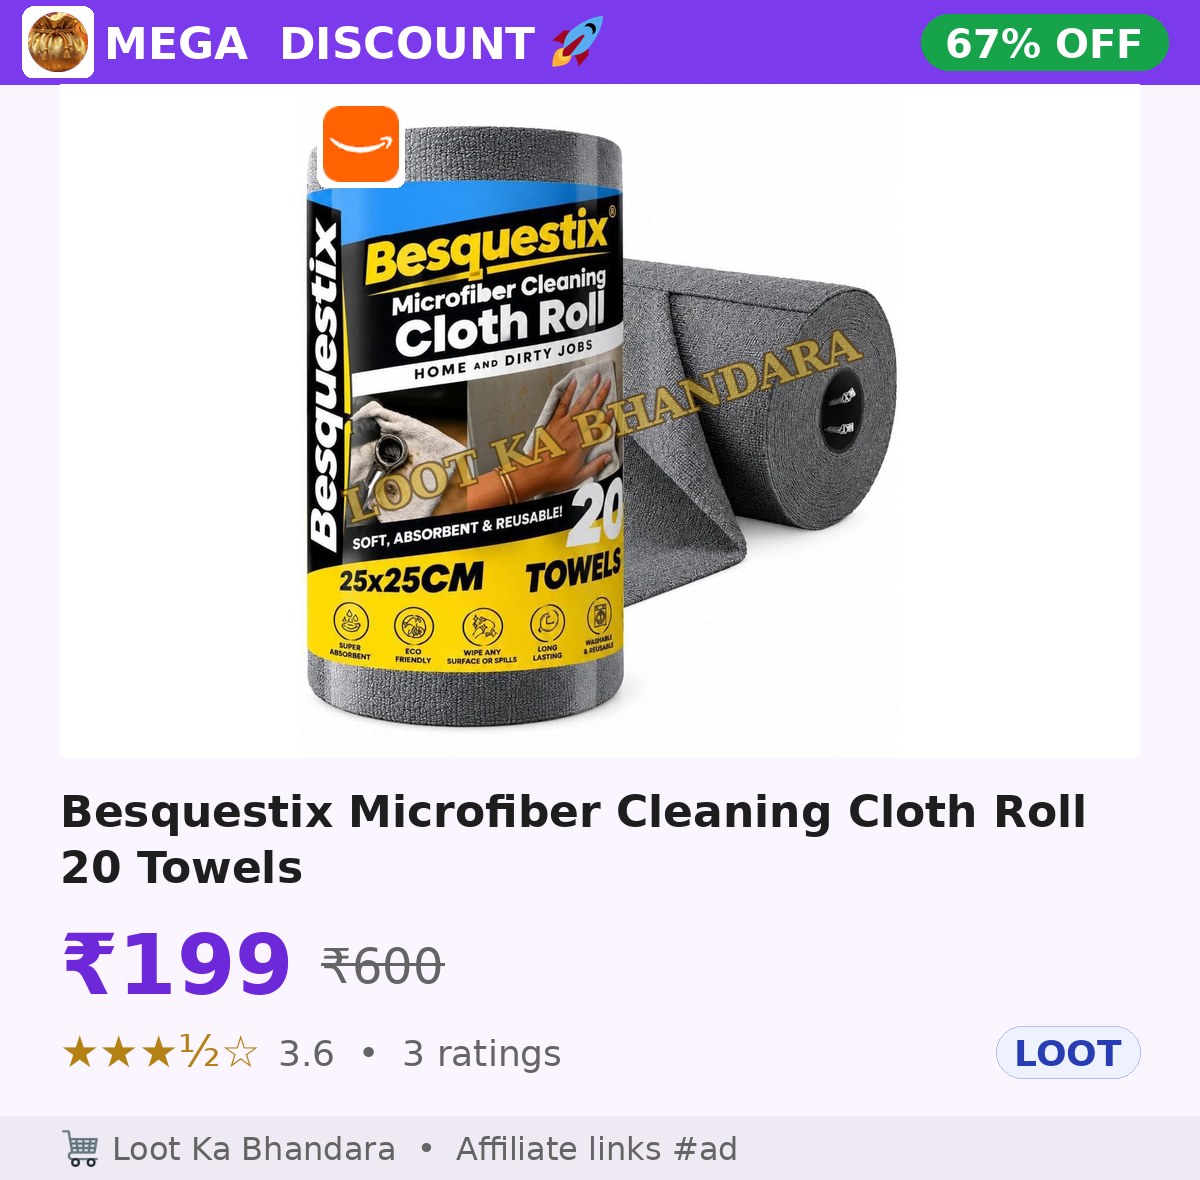 MEGA DISCOUNT 🚀
67% OFF
Besquestix
Besquestix®
Microfiber Cleaning
Cloth Roll
HOME AND DIRTY JOBS
LOOT KA BHANDARA
SOFT, ABSORBENT & REUSABLE!
20
25x25CM
TOWELS
SUPER
ABSORBENT
ECO
FRIENDLY
WIPE ANY
SURFACE OR SPILLS
LONG
LASTING
WASHABLE
& REUSABLE
Besquestix Microfiber Cleaning Cloth Roll
20 Towels
₹199 ₹600
★★★½☆ 3.6 • 3 ratings
LOOT
🛒 Loot Ka Bhandara • Affiliate links #ad